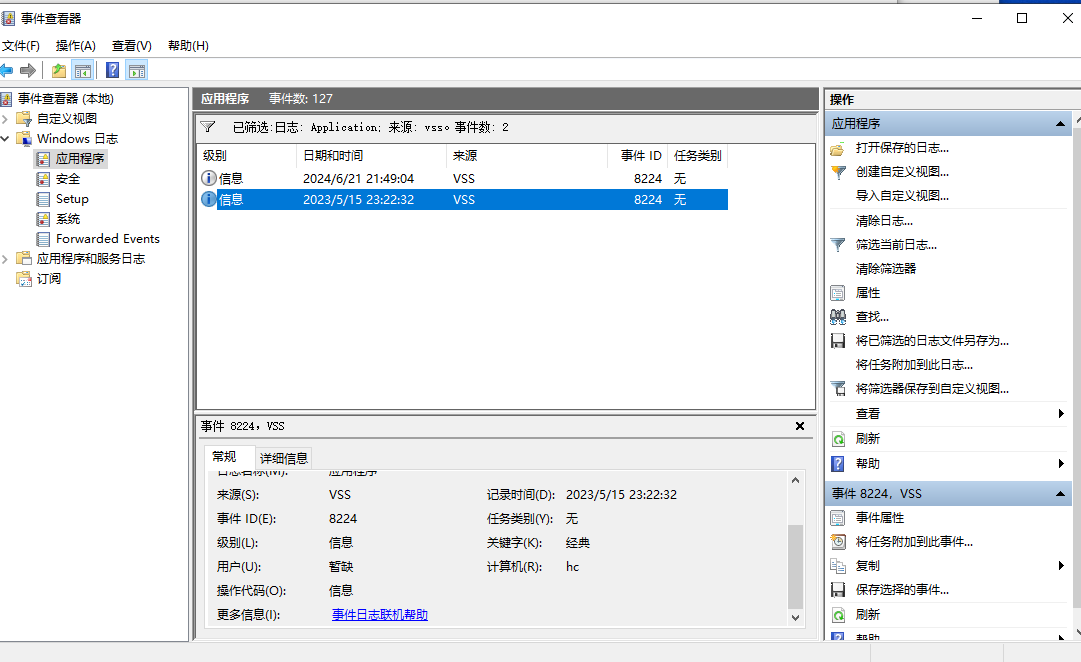 事件查看器
文件(F) 操作(A) 查看(V) 帮助(H)
事件查看器 (本地)
自定义视图
Windows 日志
应用程序
安全
Setup
系统
Forwarded Events
应用程序和服务日志
订阅
应用程序 事件数: 127
已筛选:日志: Application; 来源: vss。事件数: 2
级别 日期和时间 来源 事件 ID 任务类别
信息 2024/6/21 21:49:04 VSS 8224 无
信息 2023/5/15 23:22:32 VSS 8224 无
事件 8224，VSS
常规 详细信息
日志名称(M): 应用程序
来源(S): VSS 记录时间(D): 2023/5/15 23:22:32
事件 ID(E): 8224 任务类别(Y): 无
级别(L): 信息 关键字(K): 经典
用户(U): 暂缺 计算机(R): hc
操作代码(O): 信息
更多信息(I): 事件日志联机帮助
操作
应用程序
打开保存的日志...
创建自定义视图...
导入自定义视图...
清除日志...
筛选当前日志...
清除筛选器
属性
查找...
将已筛选的日志文件另存为...
将任务附加到此日志...
将筛选器保存到自定义视图...
查看
刷新
帮助
事件 8224，VSS
事件属性
将任务附加到此事件...
复制
保存选择的事件...
刷新
帮助